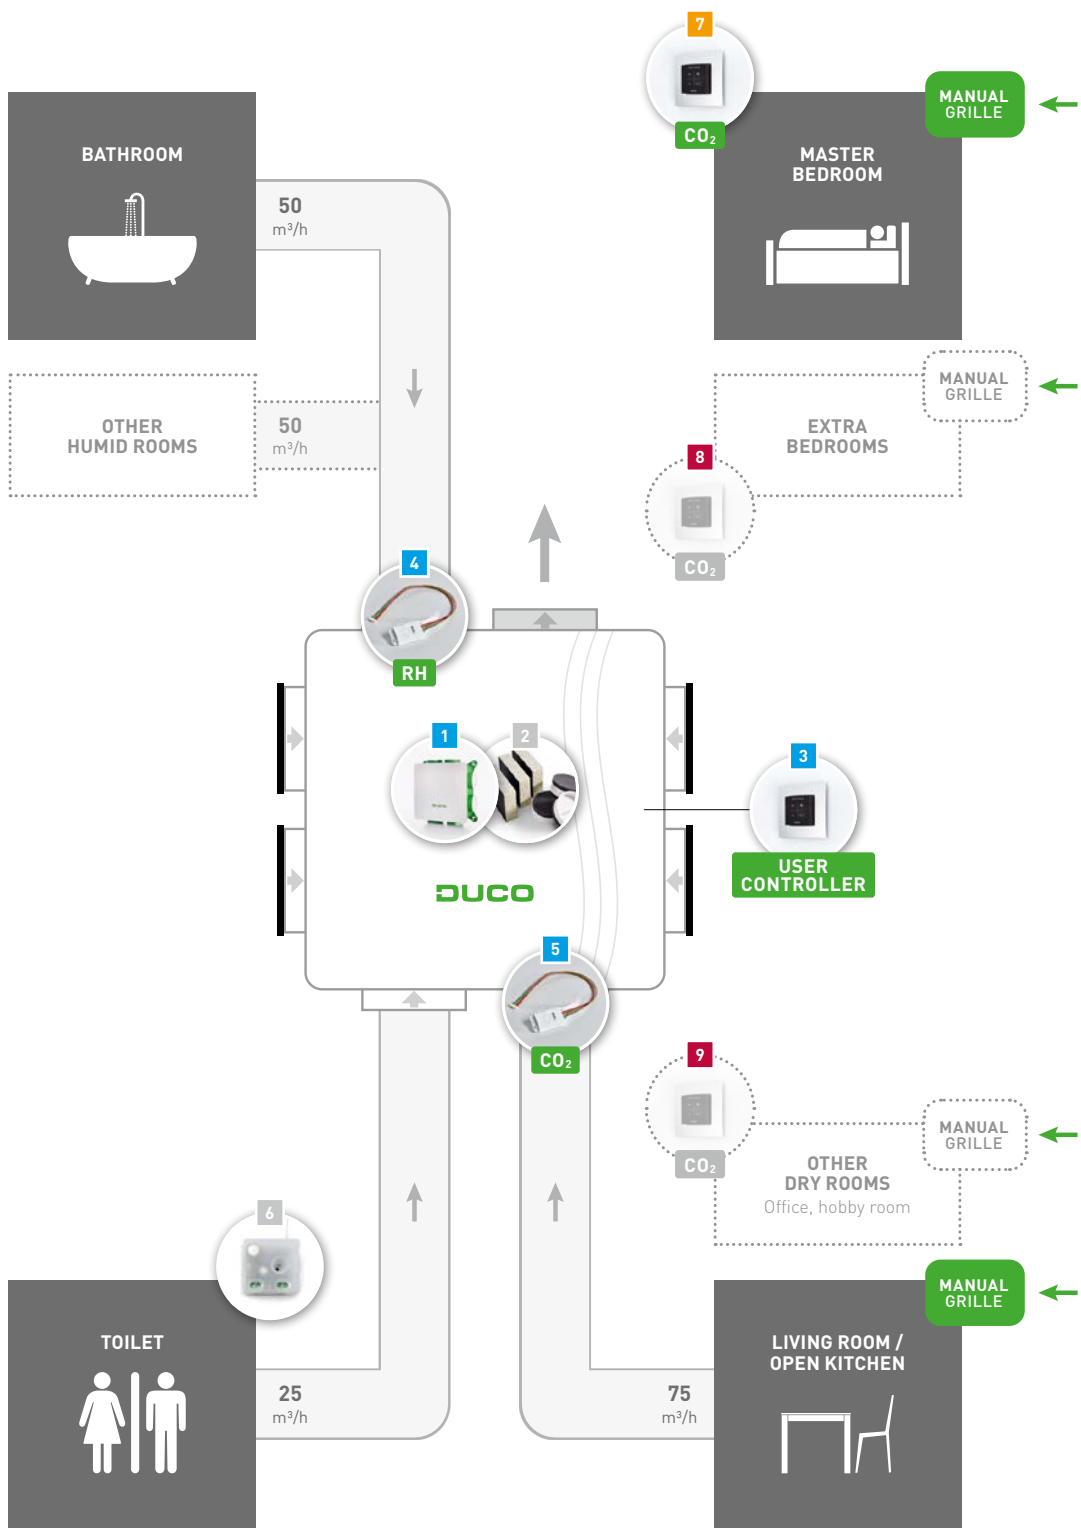 7
CO₂
MANUAL
GRILLE
BATHROOM
MASTER
BEDROOM
50
m³/h
MANUAL
GRILLE
OTHER
HUMID ROOMS
50
m³/h
EXTRA
BEDROOMS
8
CO₂
4
RH
1
2
3
USER
CONTROLLER
DUCO
5
CO₂
9
CO₂
MANUAL
GRILLE
OTHER
DRY ROOMS
Office, hobby room
6
MANUAL
GRILLE
TOILET
LIVING ROOM /
OPEN KITCHEN
25
m³/h
75
m³/h